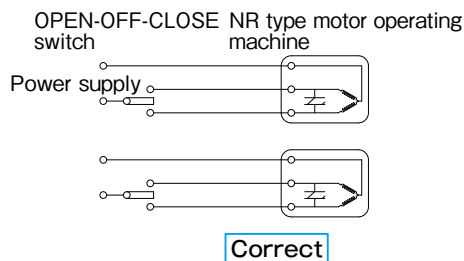 OPEN-OFF-CLOSE
switch
NR type motor operating
machine
Power supply
Correct